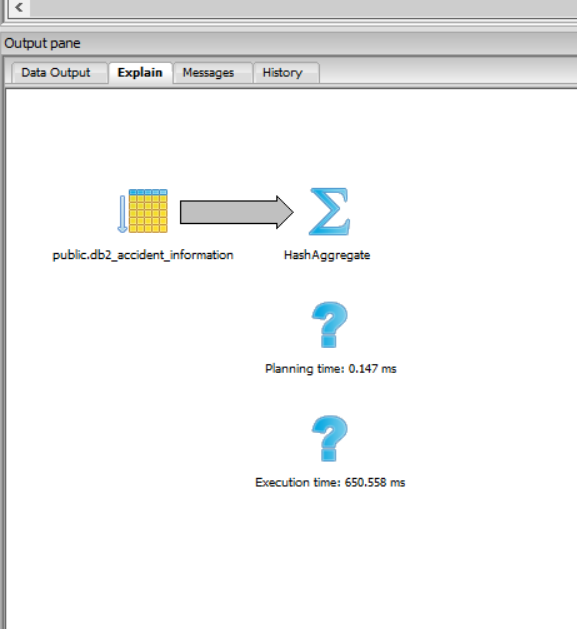 Output pane
Data Output Explain Messages History
public.db2_accident_information HashAggregate
Planning time: 0.147 ms
Execution time: 650.558 ms